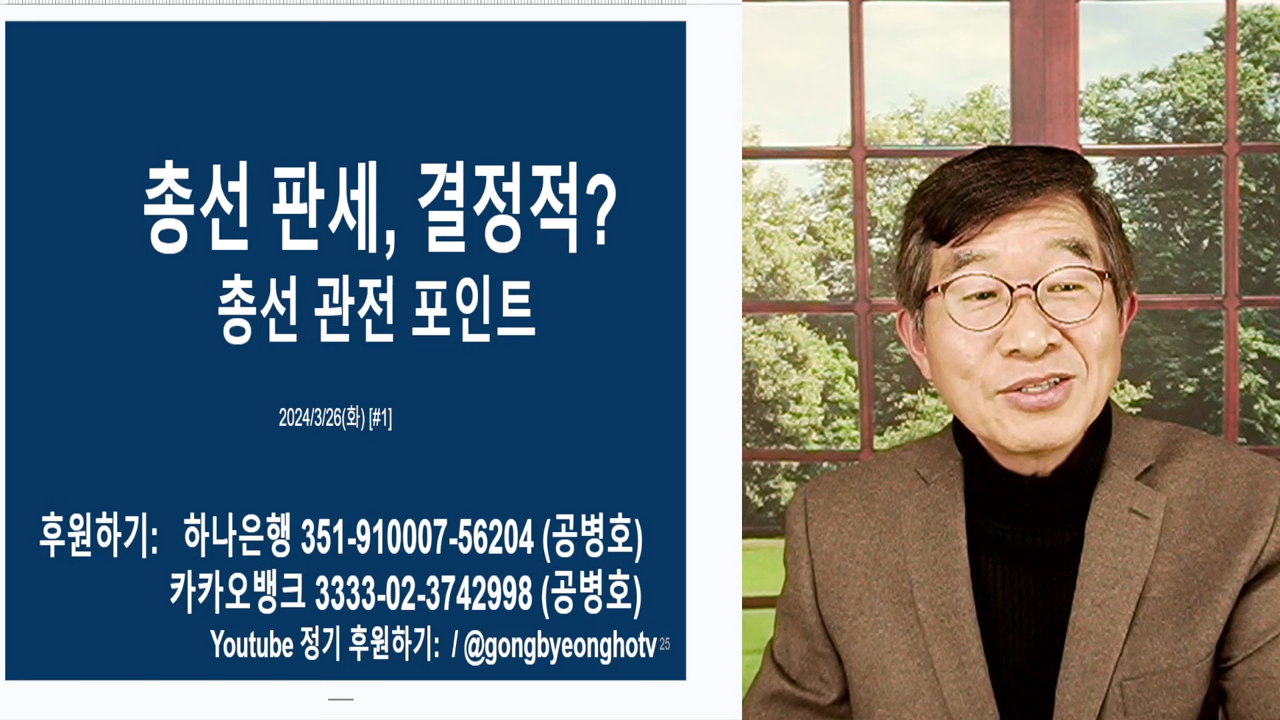 총선 판세, 결정적?
총선 관전 포인트
2024/3/26(화) [#1]
후원하기: 하나은행 351-910007-56204 (공병호)
카카오뱅크 3333-02-3742998 (공병호)
Youtube 정기 후원하기: / @gongbyeonghotv
25